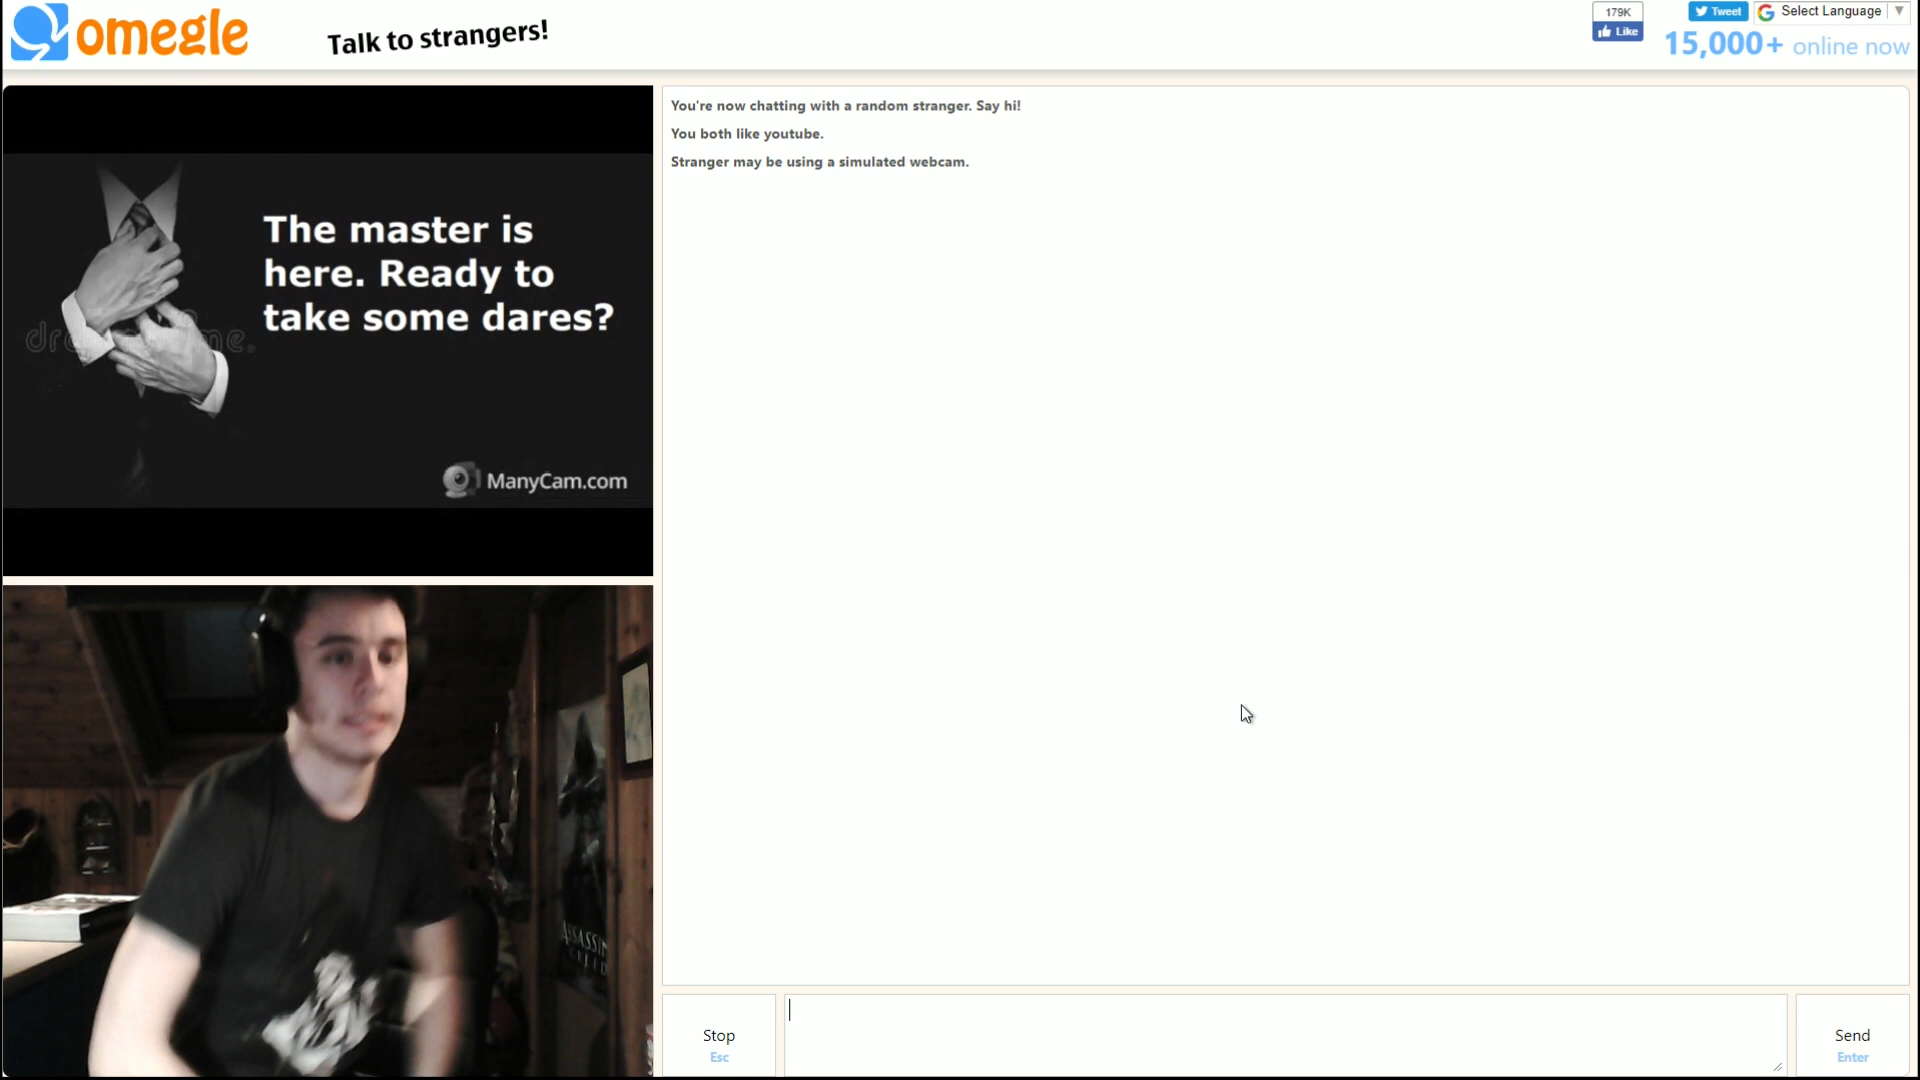 omegle
Talk to strangers!
179K
Like
Tweet
Select Language
15,000+ online now
The master is
here. Ready to
take some dares?
ManyCam.com
You're now chatting with a random stranger. Say hi!
You both like youtube.
Stranger may be using a simulated webcam.
ASSASSIN
CREED
Stop
Esc
Send
Enter